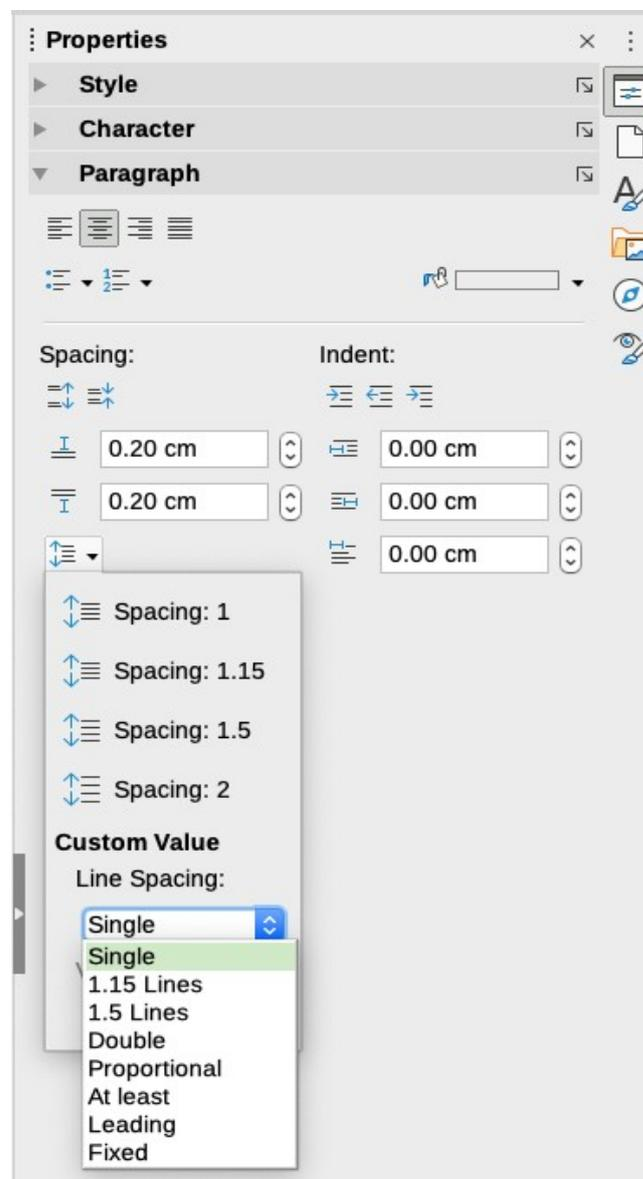 Properties
Style
Character
Paragraph
Spacing: Indent:
0.20 cm 0.00 cm
0.20 cm 0.00 cm
0.00 cm
Spacing: 1
Spacing: 1.15
Spacing: 1.5
Spacing: 2
Custom Value
Line Spacing:
Single
Single
1.15 Lines
1.5 Lines
Double
Proportional
At least
Leading
Fixed